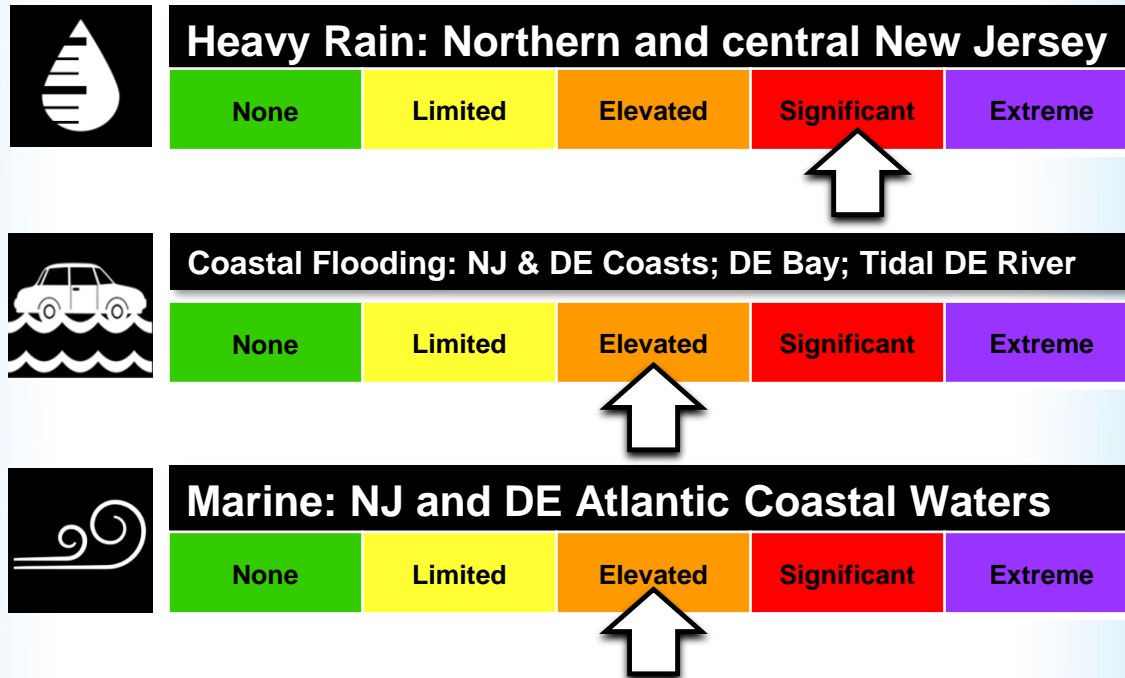 Heavy Rain: Northern and central New Jersey
None Limited Elevated Significant Extreme
Coastal Flooding: NJ & DE Coasts; DE Bay; Tidal DE River
None Limited Elevated Significant Extreme
Marine: NJ and DE Atlantic Coastal Waters
None Limited Elevated Significant Extreme